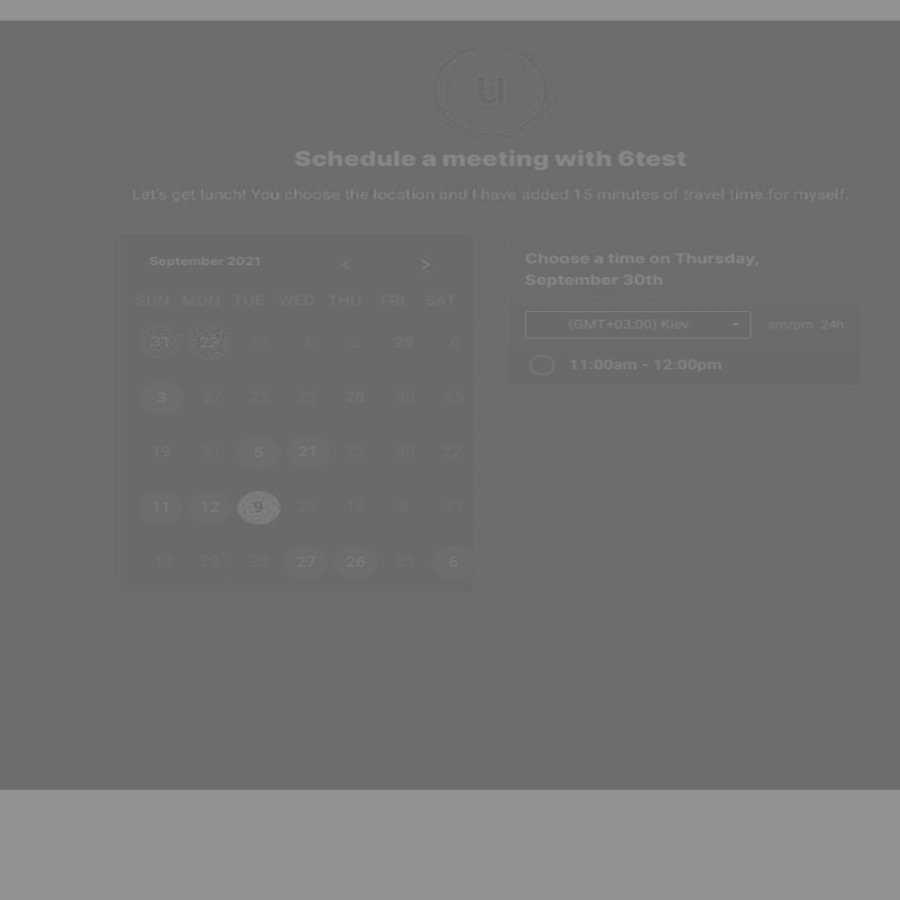 u
Schedule a meeting with 6test
Let's get lunch! You choose the location and I have added 15 minutes of travel time for myself.
September 2021 < >
SUN MON TUE WED THU FRI SAT
31 22 17 6 2 28 6
3 27 25 23 28 30 25
19 31 5 21 23 30 22
11 12 9 23 16 8 27
18 29 23 27 26 31 6
Choose a time on Thursday,
September 30th
(GMT+03:00) Kiev am/pm 24h
11:00am - 12:00pm